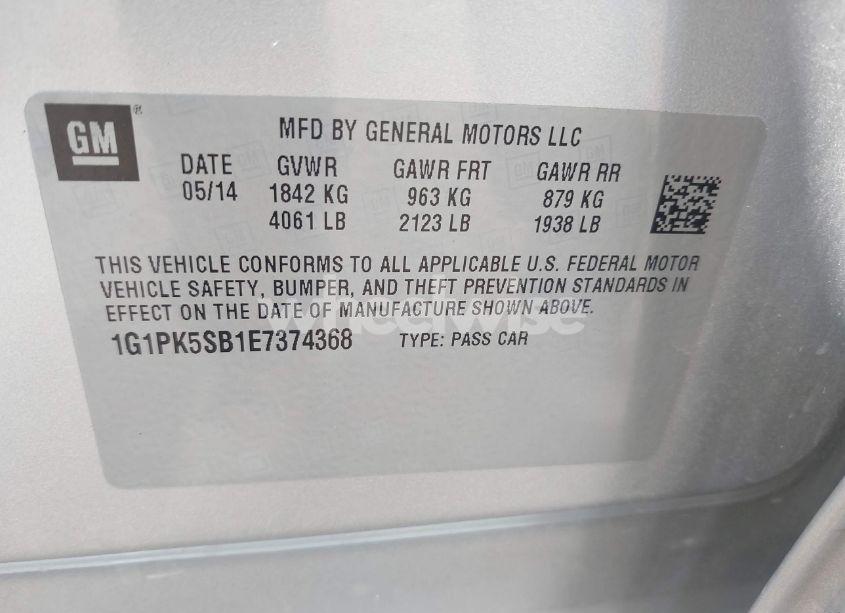 GM
MFD BY GENERAL MOTORS LLC
DATE GVWR GAWR FRT GAWR RR
05/14 1842 KG 963 KG 879 KG
4061 LB 2123 LB 1938 LB
THIS VEHICLE CONFORMS TO ALL APPLICABLE U.S. FEDERAL MOTOR
VEHICLE SAFETY, BUMPER, AND THEFT PREVENTION STANDARDS IN
EFFECT ON THE DATE OF MANUFACTURE SHOWN ABOVE.
wheelwise
1G1PK5SB1E7374368 TYPE: PASS CAR